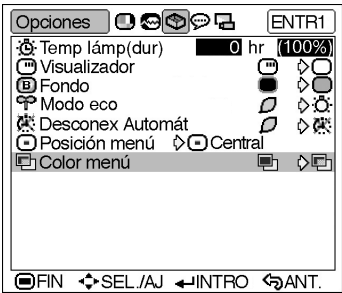 Opciones ENTR1
Temp lámp(dur) 0 hr (100%)
Visualizador
B Fondo
Modo eco
Desconex Automát
Posición menú Central
Color menú
FIN SEL./AJ INTRO ANT.